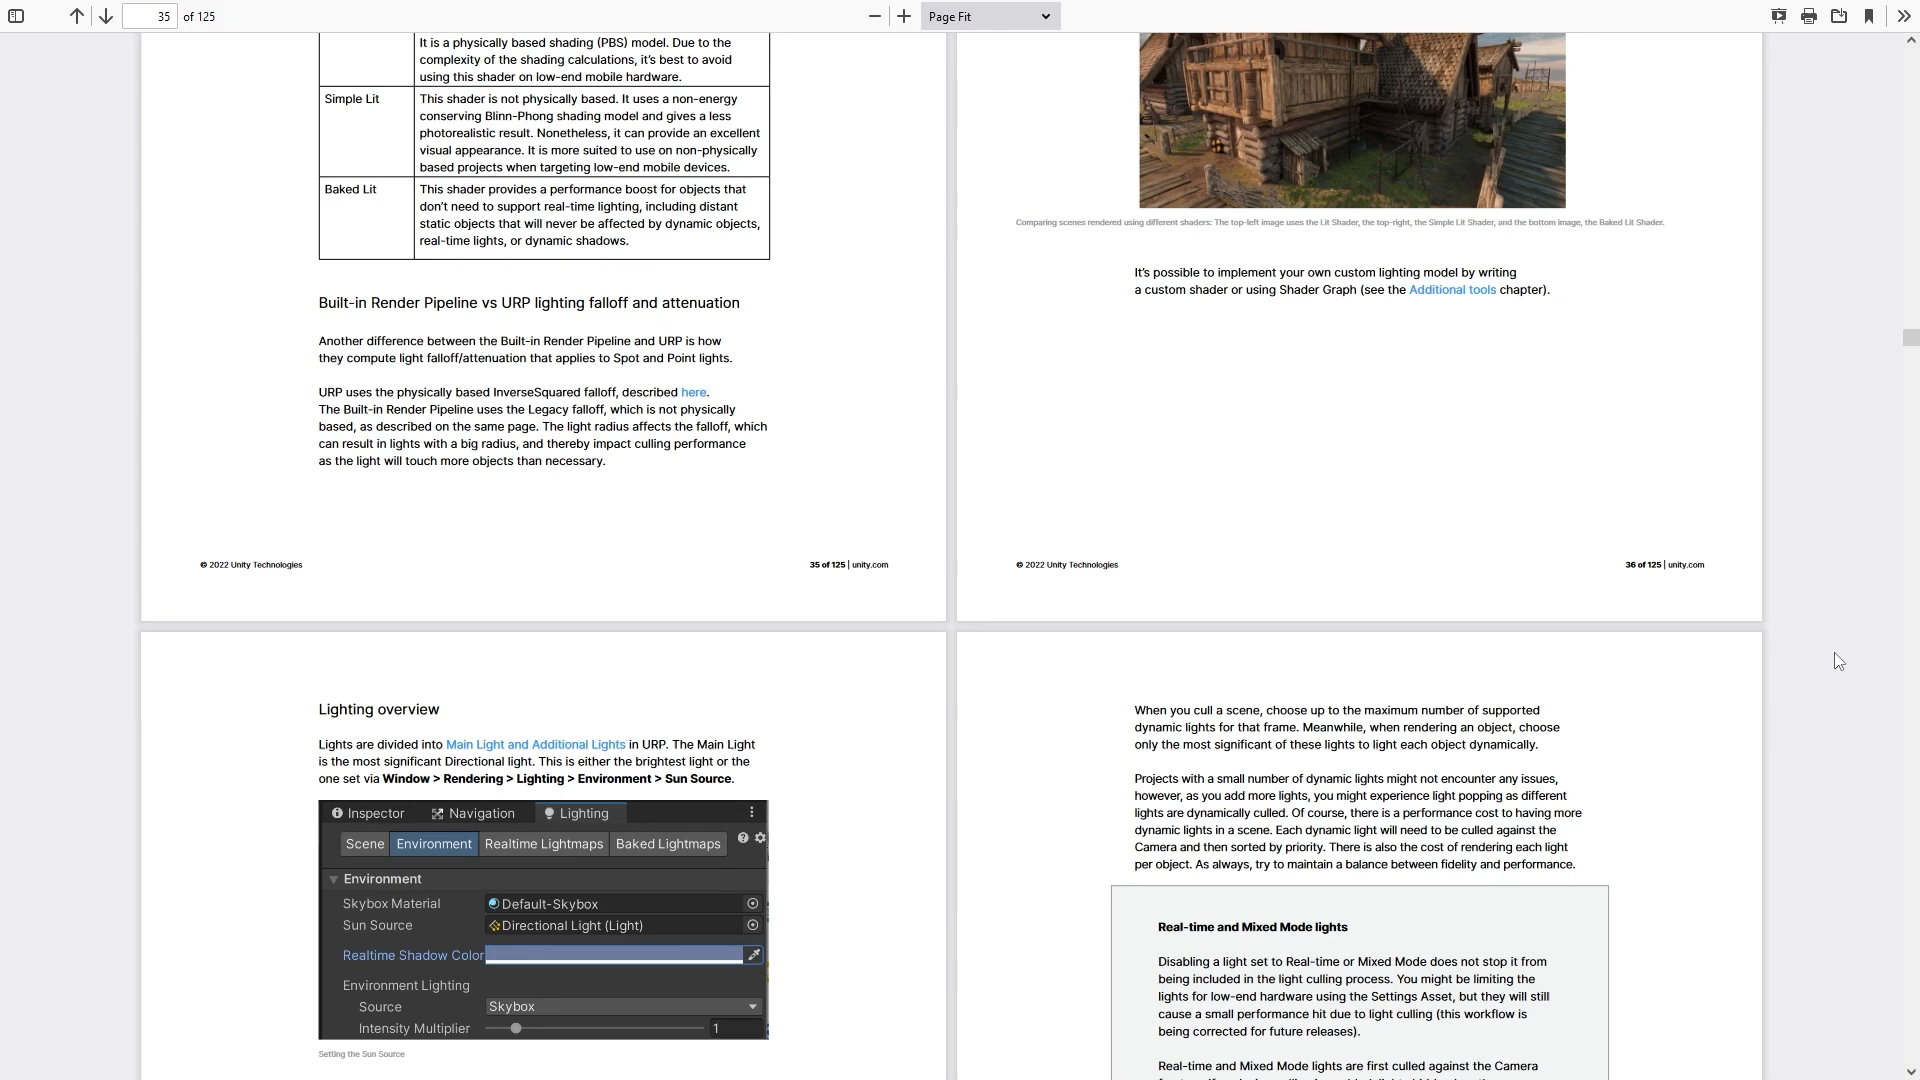 35
of 125
Page Fit
It is a physically based shading (PBS) model. Due to the
complexity of the shading calculations, it's best to avoid
using this shader on low-end mobile hardware.
Simple Lit
This shader is not physically based. It uses a non-energy
conserving Blinn-Phong shading model and gives a less
photorealistic result. Nonetheless, it can provide an excellent
visual appearance. It is more suited to use on non-physically
based projects when targeting low-end mobile devices.
Baked Lit
This shader provides a performance boost for objects that
don't need to support real-time lighting, including distant
static objects that will never be affected by dynamic objects,
real-time lights, or dynamic shadows.
Built-in Render Pipeline vs URP lighting falloff and attenuation
Another difference between the Built-in Render Pipeline and URP is how
they compute light falloff/attenuation that applies to Spot and Point lights.
URP uses the physically based InverseSquared falloff, described here.
The Built-in Render Pipeline uses the Legacy falloff, which is not physically
based, as described on the same page. The light radius affects the falloff, which
can result in lights with a big radius, and thereby impact culling performance
as the light will touch more objects than necessary.
© 2022 Unity Technologies
35 of 125 | unity.com
Comparing scenes rendered using different shaders: The top-left image uses the Lit Shader, the top-right, the Simple Lit Shader, and the bottom image, the Baked Lit Shader.
It's possible to implement your own custom lighting model by writing
a custom shader or using Shader Graph (see the Additional tools chapter).
© 2022 Unity Technologies
36 of 125 | unity.com
Lighting overview
Lights are divided into Main Light and Additional Lights in URP. The Main Light
is the most significant Directional light. This is either the brightest light or the
one set via Window > Rendering > Lighting > Environment > Sun Source.
Inspector
Navigation
Lighting
Scene
Environment
Realtime Lightmaps
Baked Lightmaps
Environment
Skybox Material
Default-Skybox
Sun Source
Directional Light (Light)
Realtime Shadow Color
Environment Lighting
Source
Skybox
Intensity Multiplier
1
Setting the Sun Source
When you cull a scene, choose up to the maximum number of supported
dynamic lights for that frame. Meanwhile, when rendering an object, choose
only the most significant of these lights to light each object dynamically.
Projects with a small number of dynamic lights might not encounter any issues,
however, as you add more lights, you might experience light popping as different
lights are dynamically culled. Of course, there is a performance cost to having more
dynamic lights in a scene. Each dynamic light will need to be culled against the
Camera and then sorted by priority. There is also the cost of rendering each light
per object. As always, try to maintain a balance between fidelity and performance.
Real-time and Mixed Mode lights
Disabling a light set to Real-time or Mixed Mode does not stop it from
being included in the light culling process. You might be limiting the
lights for low-end hardware using the Settings Asset, but they will still
cause a small performance hit due to light culling (this workflow is
being corrected for future releases).
Real-time and Mixed Mode lights are first culled against the Camera